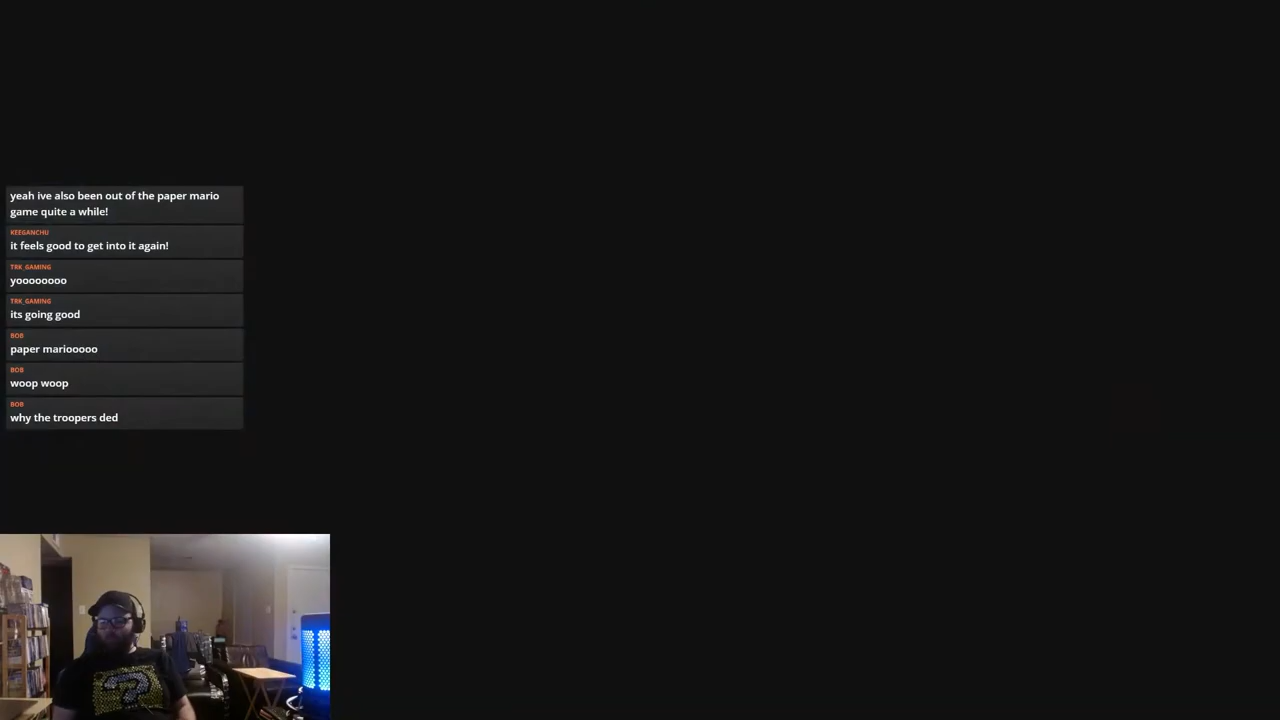 yeah ive also been out of the paper mario
game quite a while!
KEEGANCHU
it feels good to get into it again!
TRK_GAMING
yoooooooo
TRK_GAMING
its going good
BOB
paper mariooooo
BOB
woop woop
BOB
why the troopers ded
?